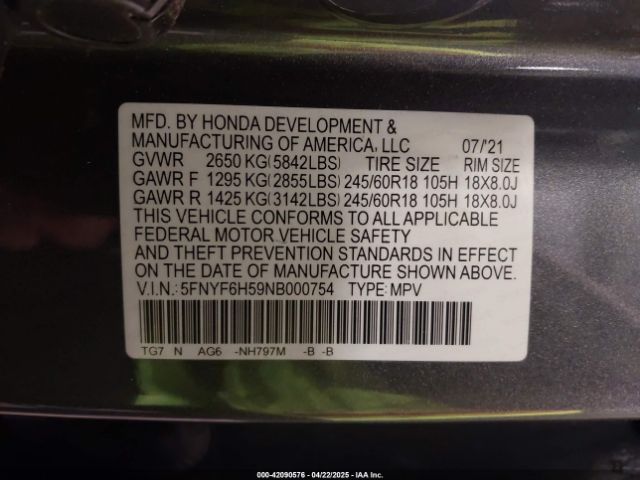 MFD. BY HONDA DEVELOPMENT &
MANUFACTURING OF AMERICA, LLC 07/'21
GVWR 2650 KG(5842LBS) TIRE SIZE RIM SIZE
GAWR F 1295 KG(2855LBS) 245/60R18 105H 18X8.0J
GAWR R 1425 KG(3142LBS) 245/60R18 105H 18X8.0J
THIS VEHICLE CONFORMS TO ALL APPLICABLE
FEDERAL MOTOR VEHICLE SAFETY
AND THEFT PREVENTION STANDARDS IN EFFECT
ON THE DATE OF MANUFACTURE SHOWN ABOVE.
V.I.N.: 5FNYF6H59NB000754 TYPE: MPV
TG7 N AG6 -NH797M -B -B
000-42090576 - 04/22/2025 - IAA Inc.